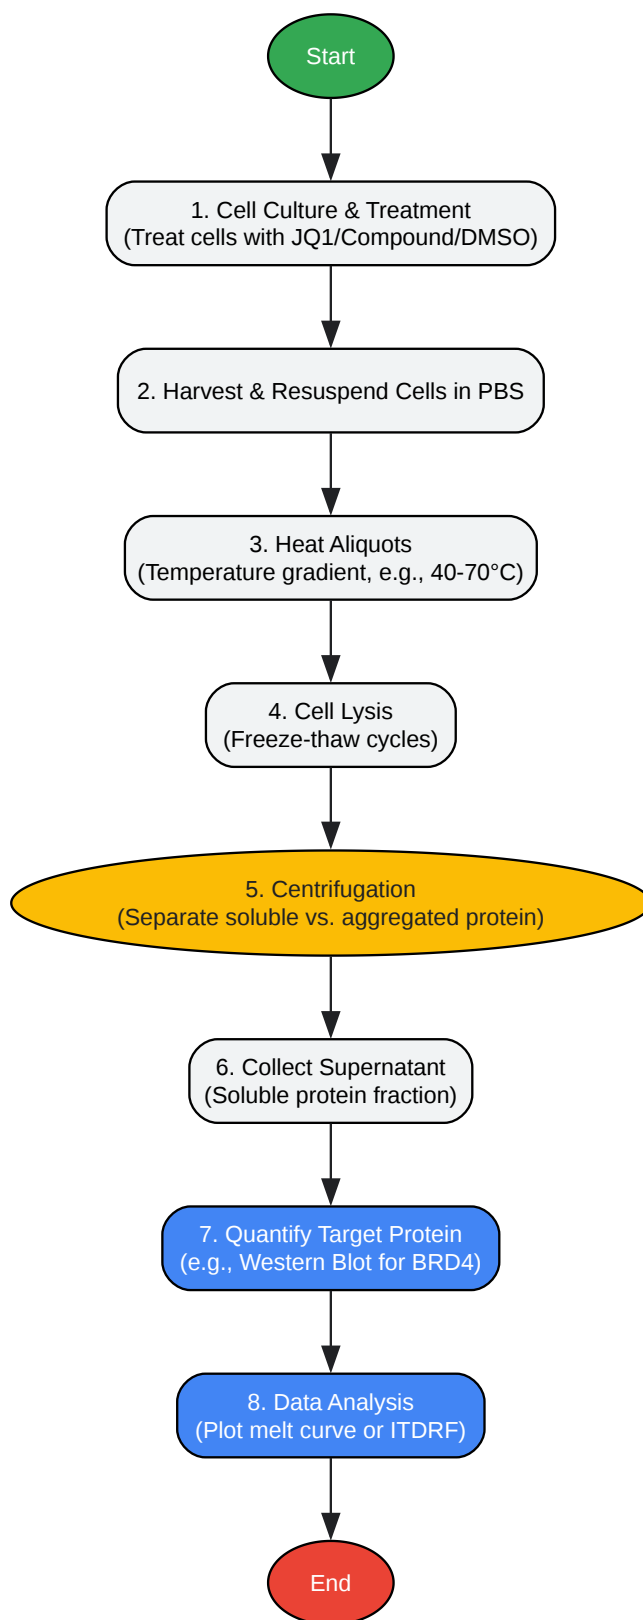 Start
1. Cell Culture & Treatment
(Treat cells with JQ1/Compound/DMSO)
2. Harvest & Resuspend Cells in PBS
3. Heat Aliquots
(Temperature gradient, e.g., 40-70°C)
4. Cell Lysis
(Freeze-thaw cycles)
5. Centrifugation
(Separate soluble vs. aggregated protein)
6. Collect Supernatant
(Soluble protein fraction)
7. Quantify Target Protein
(e.g., Western Blot for BRD4)
8. Data Analysis
(Plot melt curve or ITDRF)
End